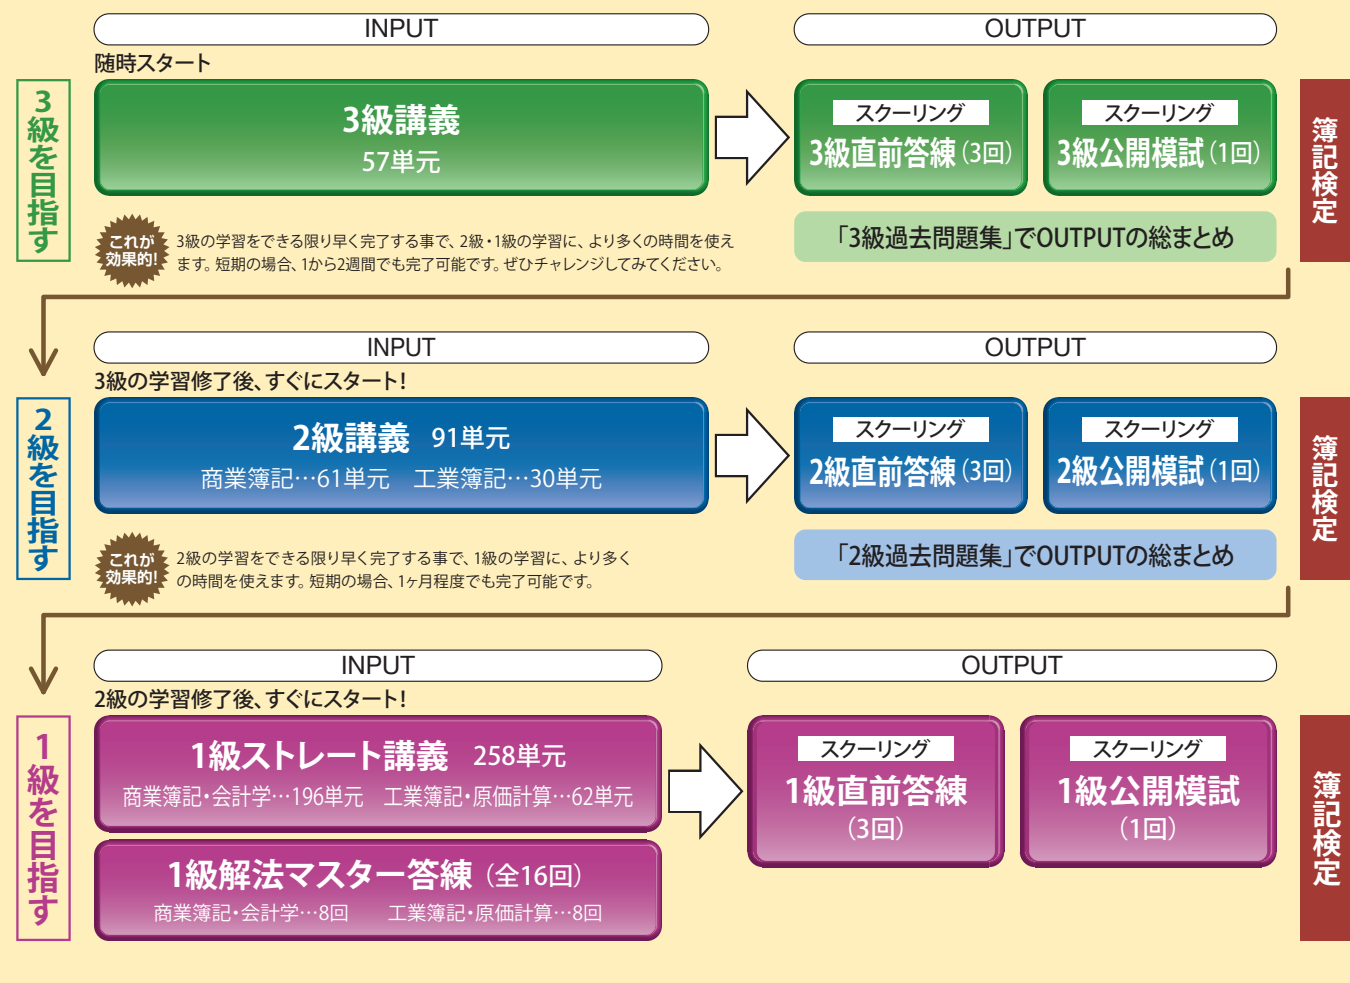 INPUT
OUTPUT
随時スタート
3級を目指す
3級講義
57単元
スクーリング
3級直前答練（3回）
スクーリング
3級公開模試（1回）
簿記検定
「3級過去問題集」でOUTPUTの総まとめ
これが
効果的!
3級の学習をできる限り早く完了する事で、2級・1級の学習に、より多くの時間を使え
ます。短期の場合、1から2週間でも完了可能です。ぜひチャレンジしてみてください。
INPUT
OUTPUT
3級の学習修了後、すぐにスタート！
2級を目指す
2級講義 91単元
商業簿記…61単元 工業簿記…30単元
スクーリング
2級直前答練（3回）
スクーリング
2級公開模試（1回）
簿記検定
「2級過去問題集」でOUTPUTの総まとめ
これが
効果的!
2級の学習をできる限り早く完了する事で、1級の学習に、より多く
の時間を使えます。短期の場合、1ヶ月程度でも完了可能です。
INPUT
OUTPUT
2級の学習修了後、すぐにスタート！
1級を目指す
1級ストレート講義 258単元
商業簿記・会計学…196単元 工業簿記・原価計算…62単元
1級解法マスター答練（全16回）
商業簿記・会計学…8回 工業簿記・原価計算…8回
スクーリング
1級直前答練
（3回）
スクーリング
1級公開模試
（1回）
簿記検定